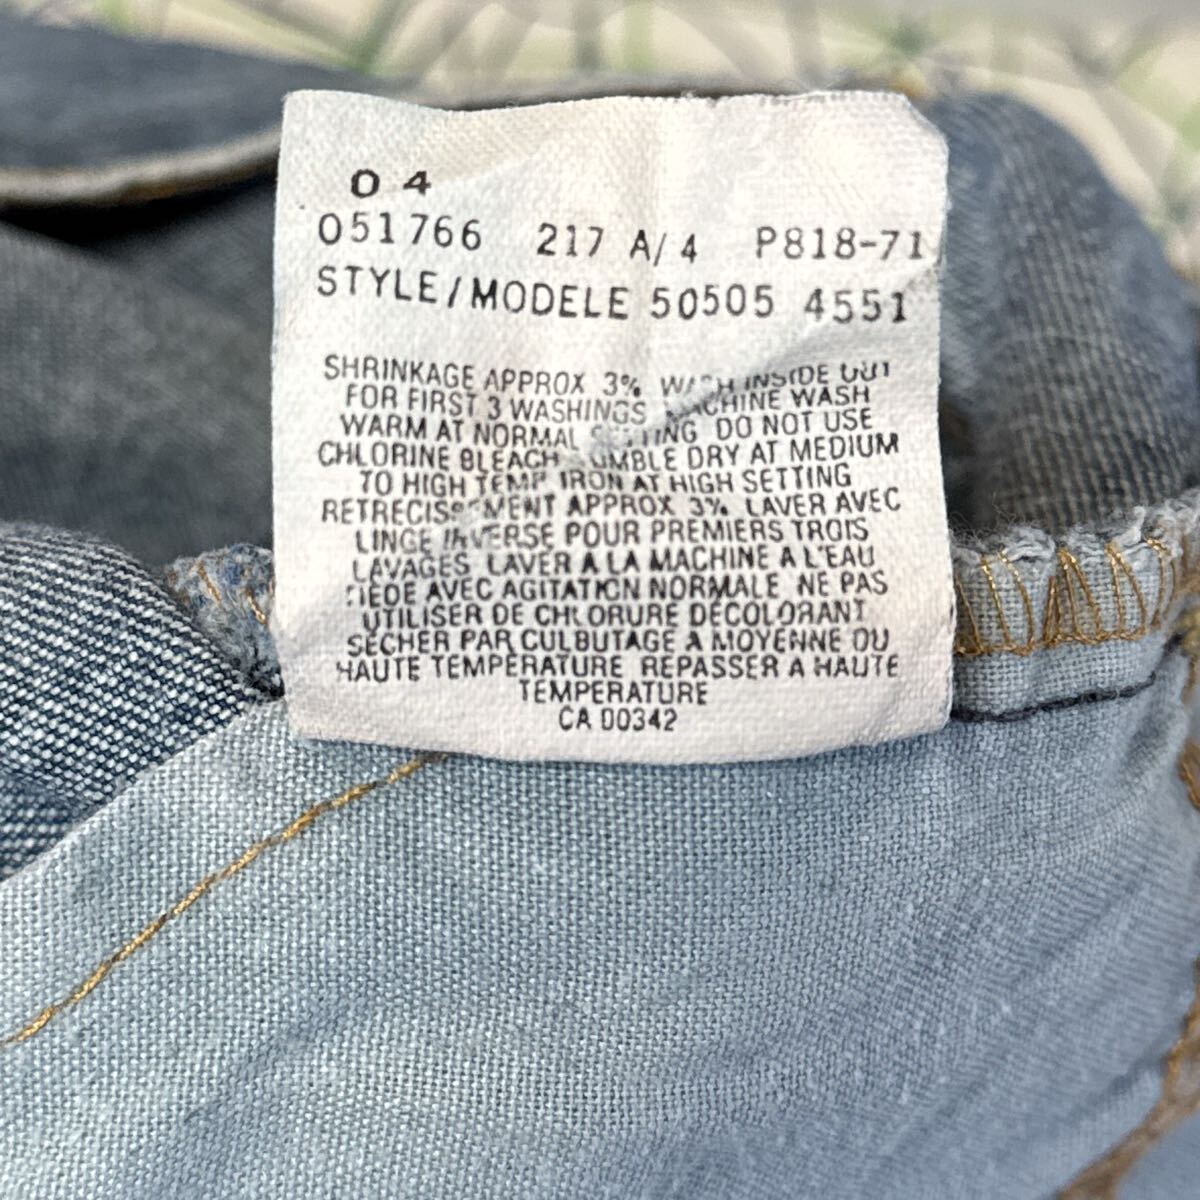 0 4
051766 217 A/4 P818-71
STYLE/MODELE 50505 4551
SHRINKAGE APPROX 3% WASH INSIDE OUT
FOR FIRST 3 WASHINGS MACHINE WASH
WARM AT NORMAL SETTING DO NOT USE
CHLORINE BLEACH TUMBLE DRY AT MEDIUM
TO HIGH TEMP IRON AT HIGH SETTING
RETRECISSEMENT APPROX 3% LAVER AVEC
LINGE INVERSE POUR PREMIERS TROIS
LAVAGES LAVER A LA MACHINE A L'EAU
TIEDE AVEC AGITATION NORMALE NE PAS
UTILISER DE CHLORURE DECOLORANT
SÉCHER PAR CULBUTAGE A MOYENNE OU
HAUTE TEMPERATURE REPASSER A HAUTE
TEMPERATURE
CA 00342